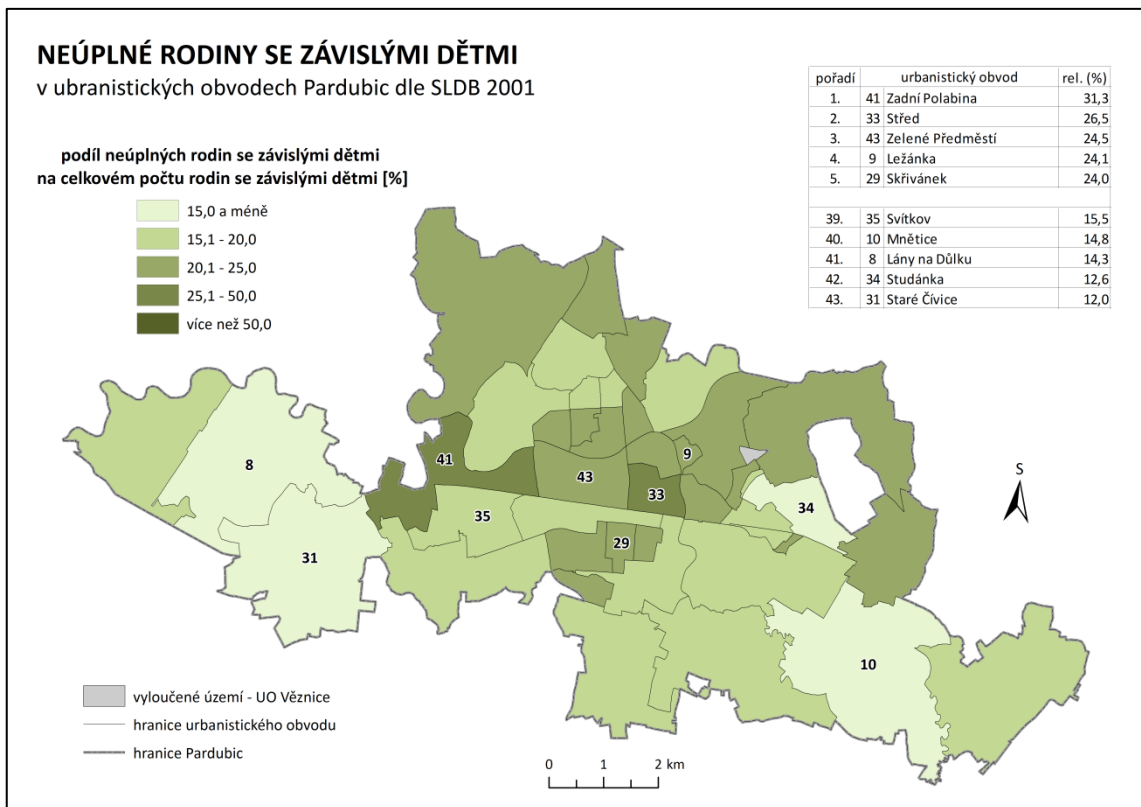 NEÚPLNÉ RODINY SE ZÁVISLÝMI DĚTMI
v ubranistických obvodech Pardubic dle SLDB 2001
podíl neúplných rodin se závislými dětmi
na celkovém počtu rodin se závislými dětmi [%]
15,0 a méně
15,1 - 20,0
20,1 - 25,0
25,1 - 50,0
více než 50,0
pořadí urbanistický obvod rel. (%)
1. 41 Zadní Polabina 31,3
2. 33 Střed 26,5
3. 43 Zelené Předměstí 24,5
4. 9 Ležánka 24,1
5. 29 Skřivánek 24,0
39. 35 Svítkov 15,5
40. 10 Mnětice 14,8
41. 8 Lány na Důlku 14,3
42. 34 Studánka 12,6
43. 31 Staré Čívice 12,0
8
41
43
9
33
34
35
29
31
10
S
vyloučené území - UO Věznice
hranice urbanistického obvodu
hranice Pardubic
0 1 2 km